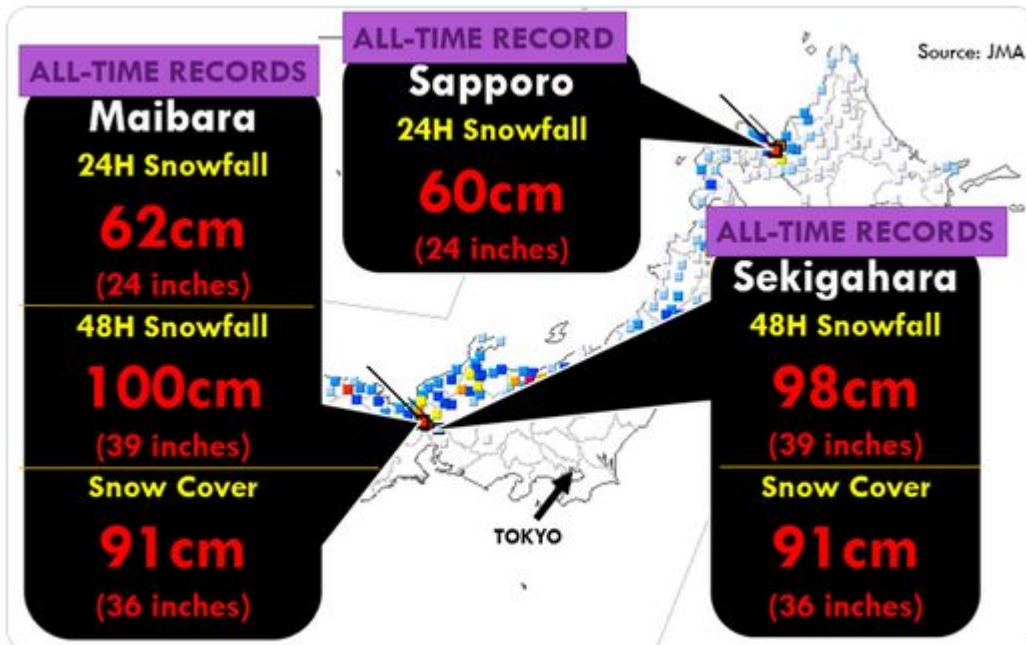 ALL-TIME RECORDS
Maibara
24H Snowfall
62cm
(24 inches)
48H Snowfall
100cm
(39 inches)
Snow Cover
91cm
(36 inches)
ALL-TIME RECORD
Sapporo
24H Snowfall
60cm
(24 inches)
Source: JMA
ALL-TIME RECORDS
Sekigahara
48H Snowfall
98cm
(39 inches)
Snow Cover
91cm
(36 inches)
TOKYO